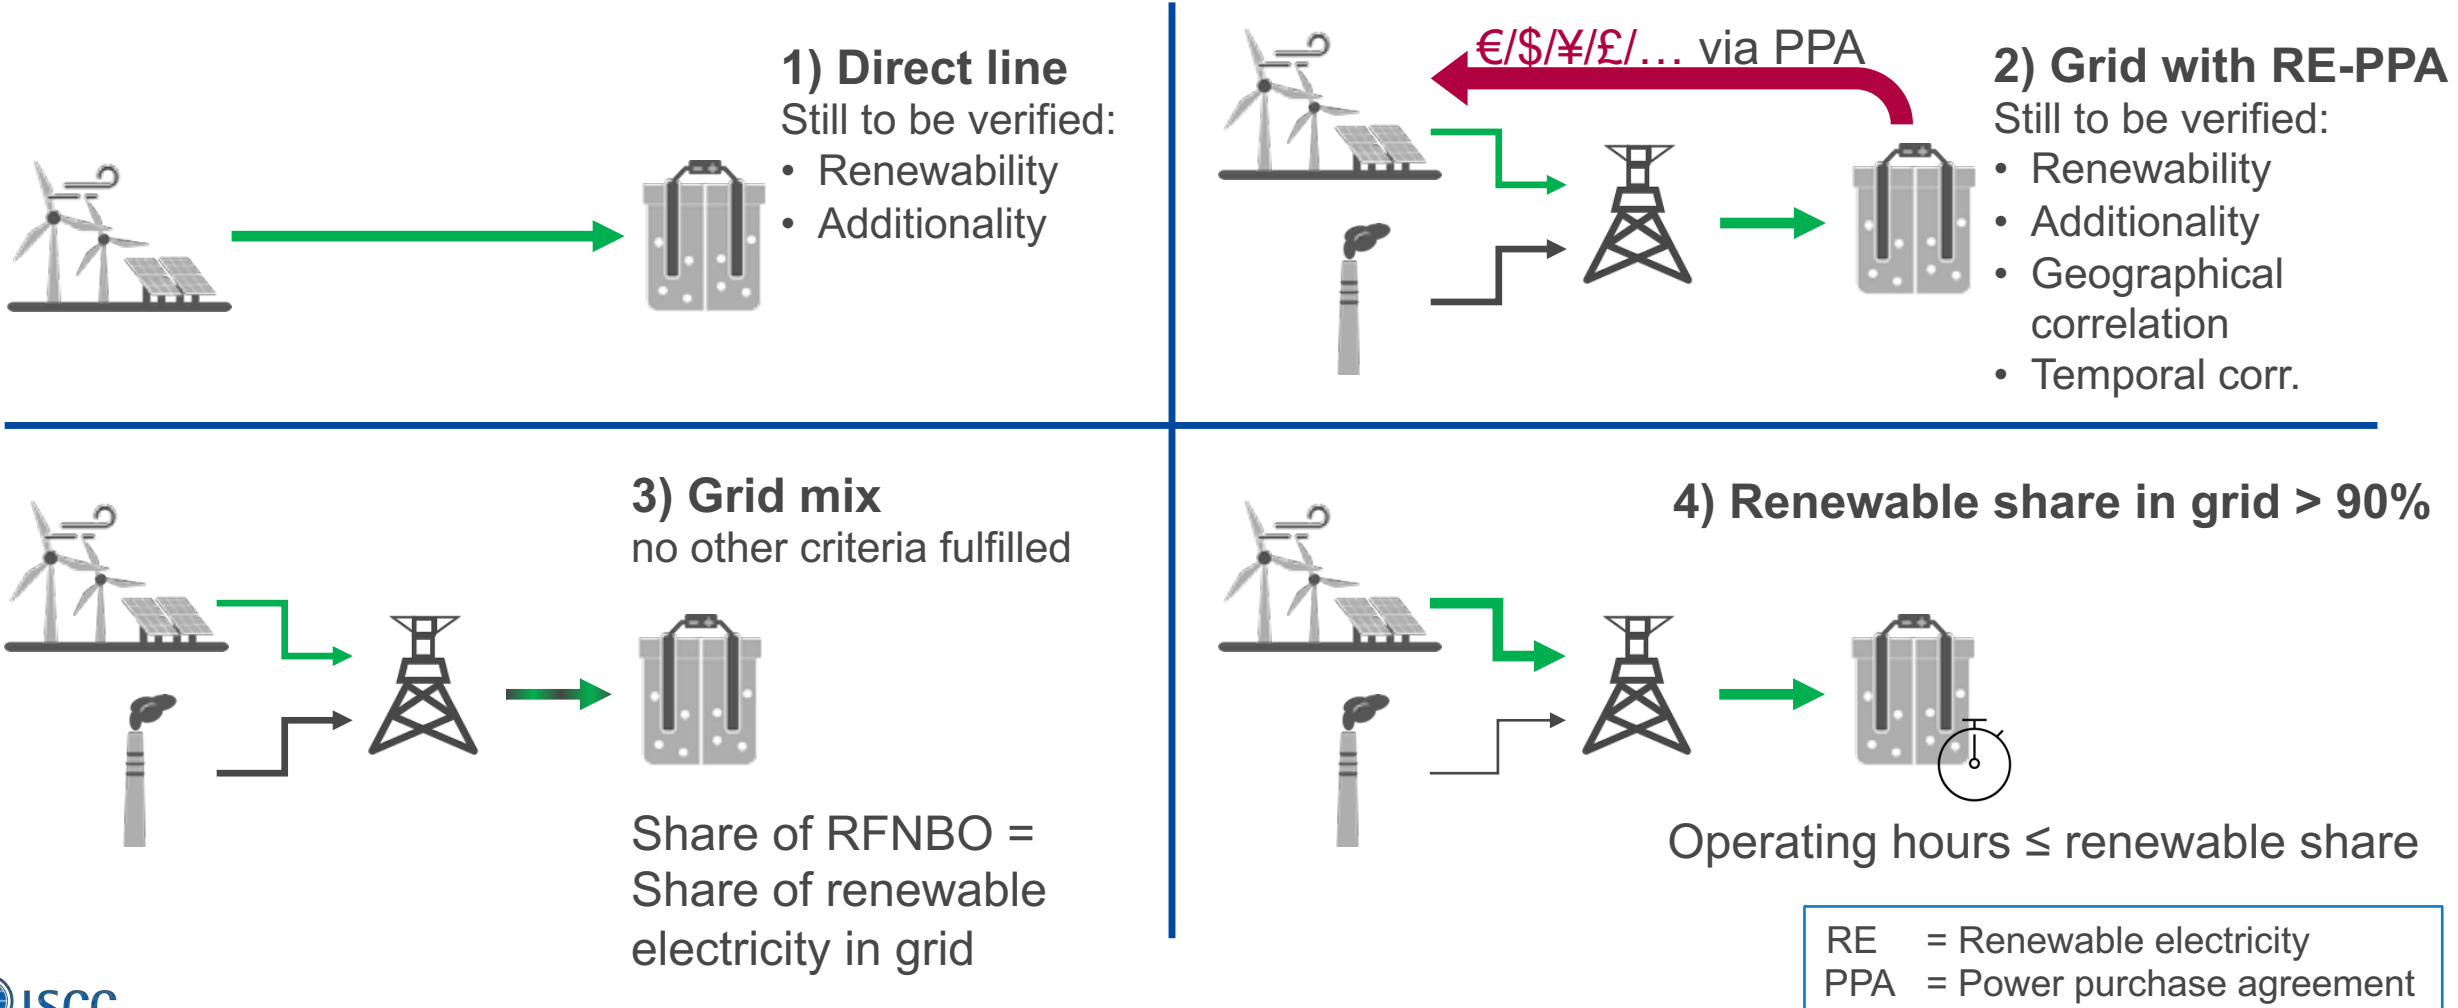 1) Direct line
Still to be verified:
• Renewability
• Additionality
€/$/¥/£/… via PPA
2) Grid with RE-PPA
Still to be verified:
• Renewability
• Additionality
• Geographical
correlation
• Temporal corr.
3) Grid mix
no other criteria fulfilled
Share of RFNBO =
Share of renewable
electricity in grid
4) Renewable share in grid > 90%
Operating hours ≤ renewable share
RE = Renewable electricity
PPA = Power purchase agreement
ISCC